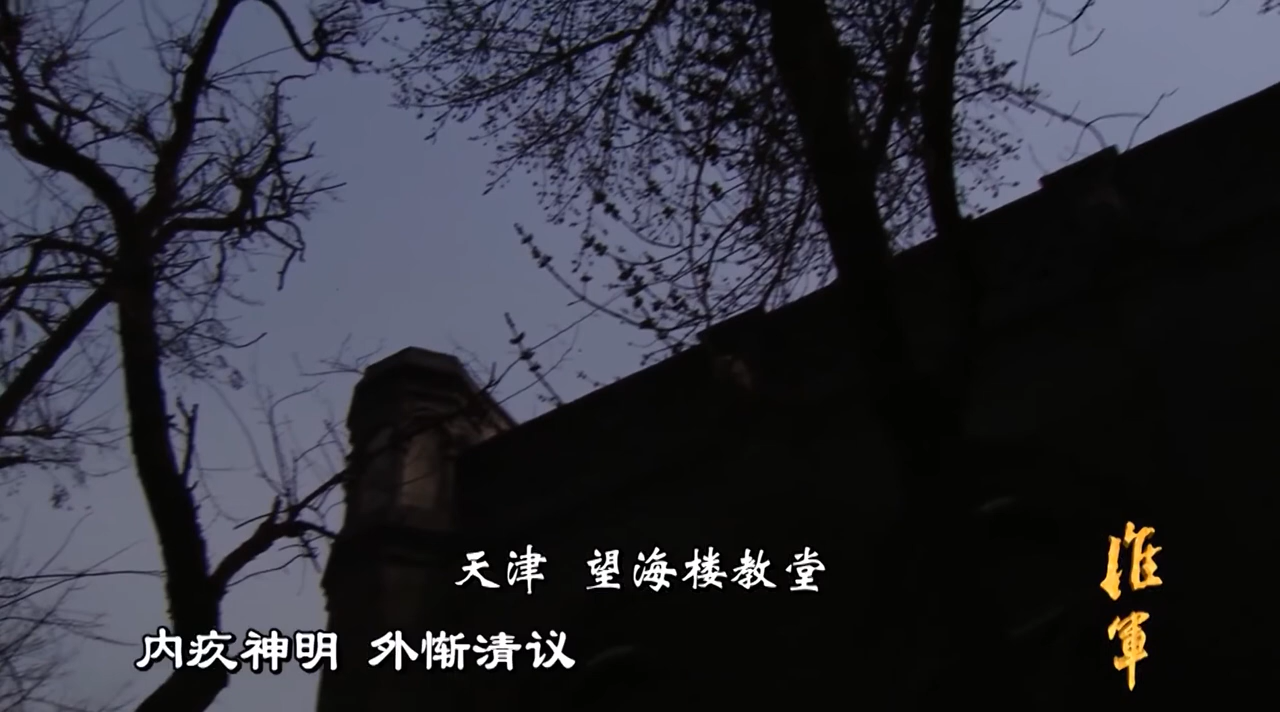 天津 望海楼教堂
内疚神明 外惭清议
淮軍